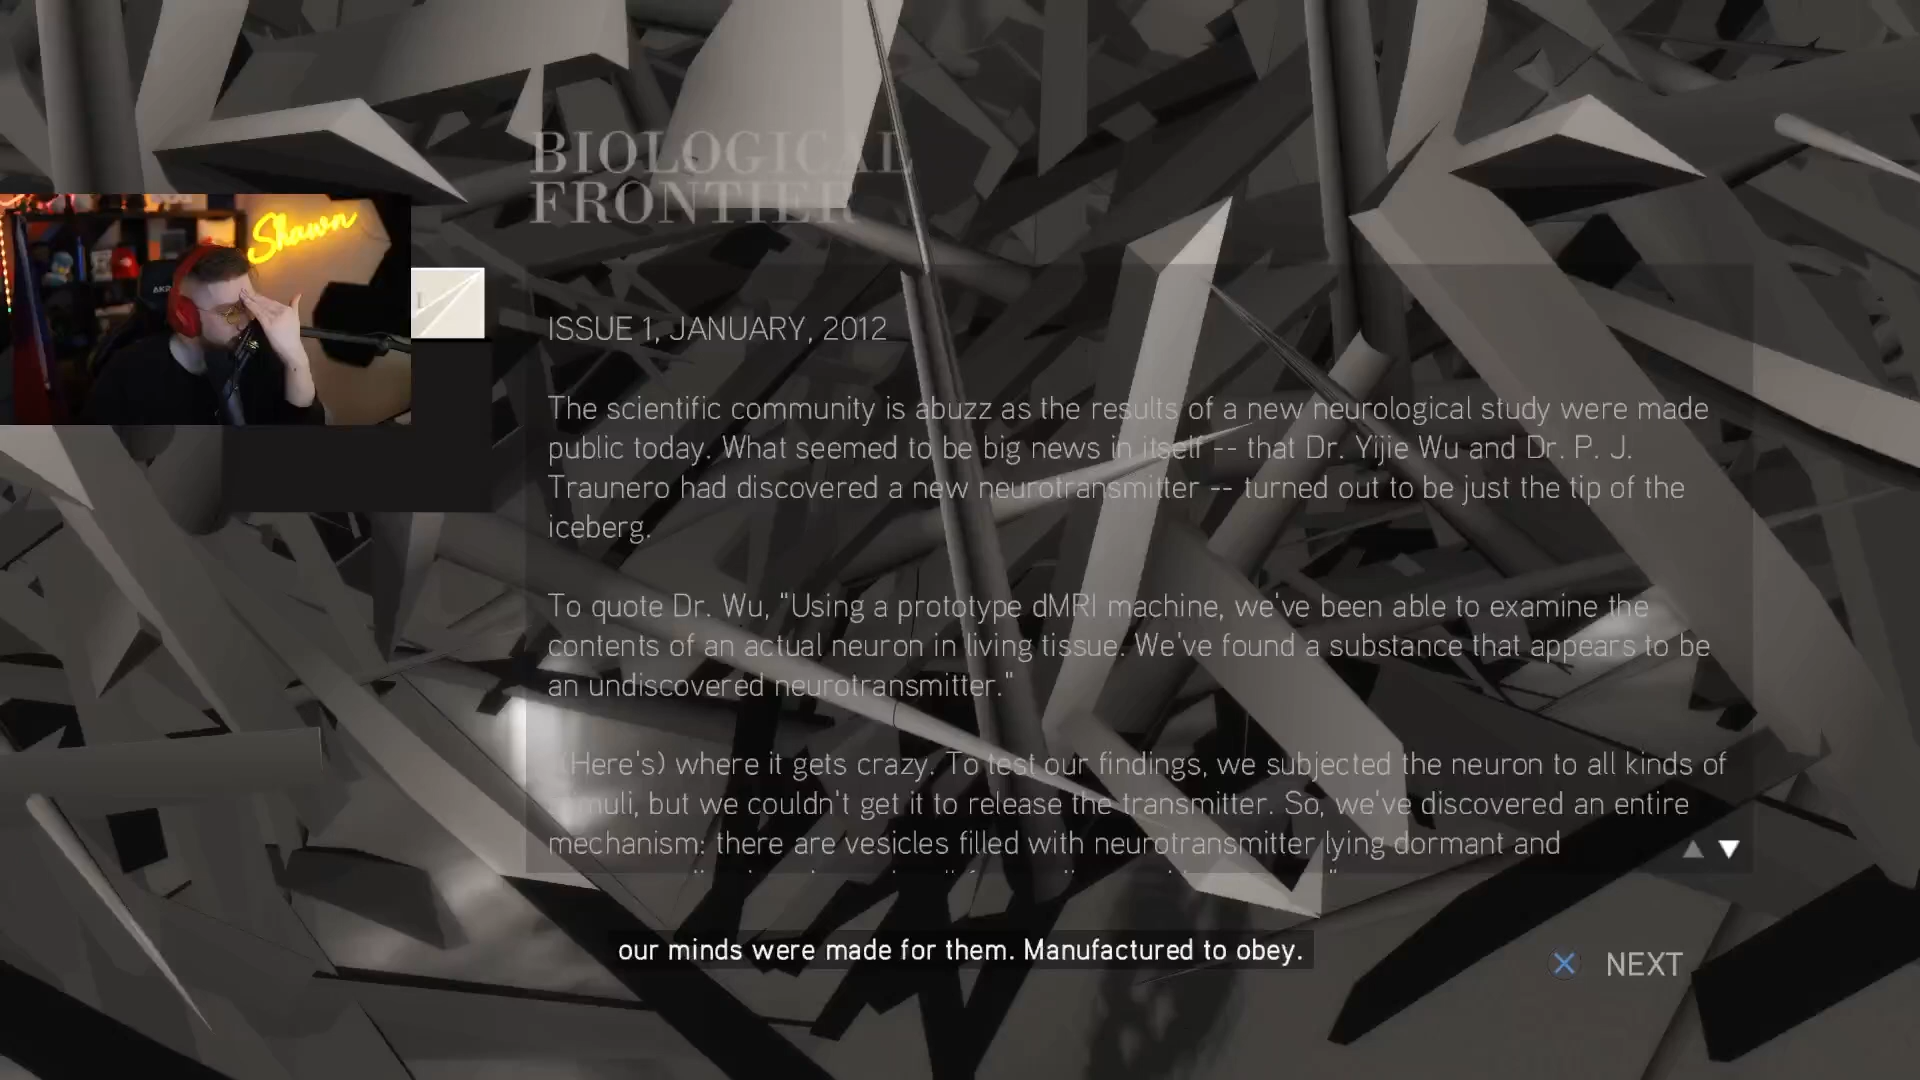 BIOLOGICAL
FRONTIER
Shawn
ISSUE 1, JANUARY, 2012
The scientific community is abuzz as the results of a new neurological study were made
public today. What seemed to be big news in itself -- that Dr. Yijie Wu and Dr. P. J.
Traunero had discovered a new neurotransmitter -- turned out to be just the tip of the
iceberg.
To quote Dr. Wu, "Using a prototype dMRI machine, we've been able to examine the
contents of an actual neuron in living tissue. We've found a substance that appears to be
an undiscovered neurotransmitter."
(Here's) where it gets crazy. To test our findings, we subjected the neuron to all kinds of
muli, but we couldn't get it to release the transmitter. So, we've discovered an entire
mechanism: there are vesicles filled with neurotransmitter lying dormant and
our minds were made for them. Manufactured to obey.
NEXT